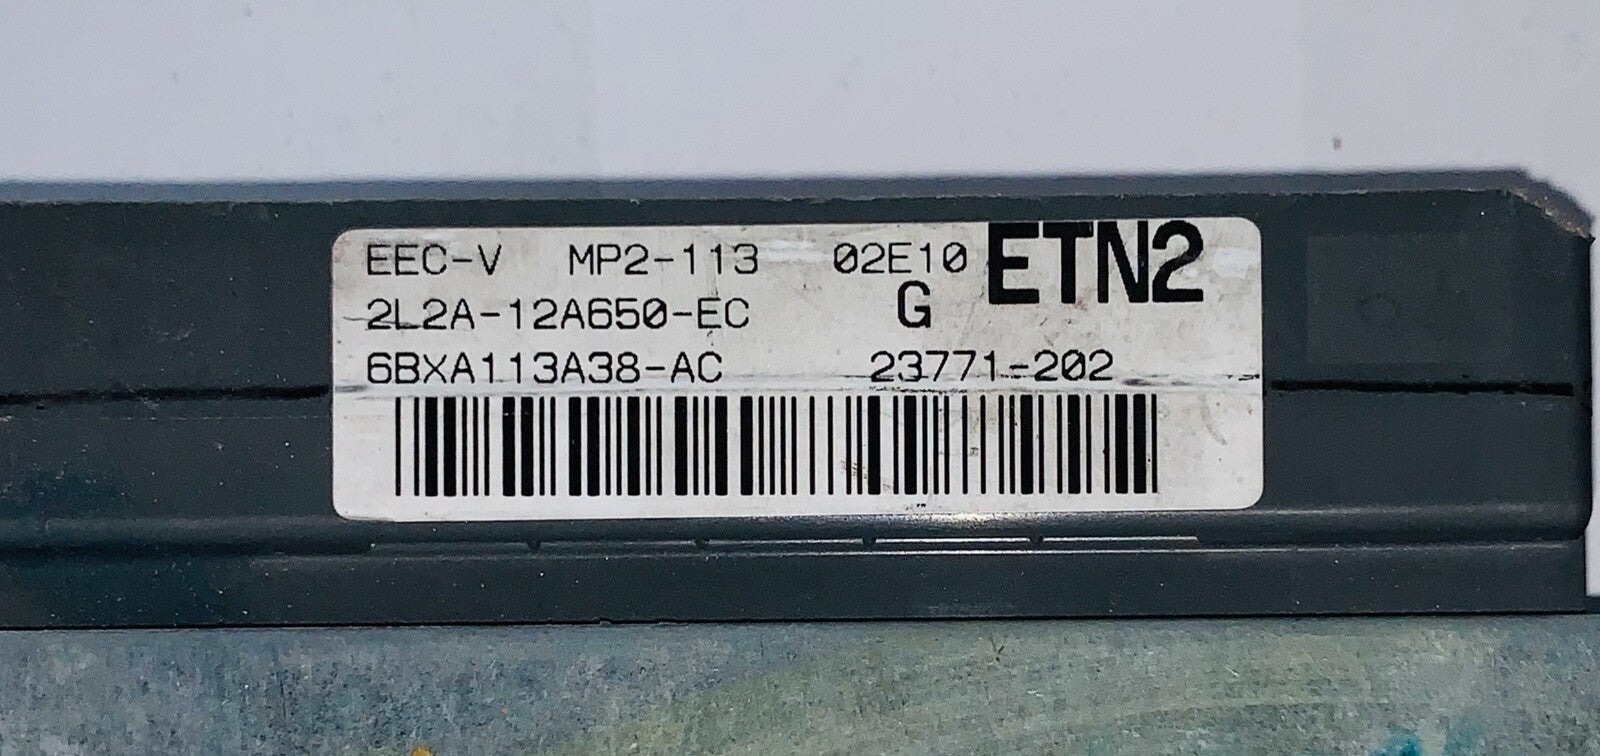 EEC-V MP2-113 02E10 ETN2
2L2A-12A650-EC G
6BXA113A38-AC 23771-202